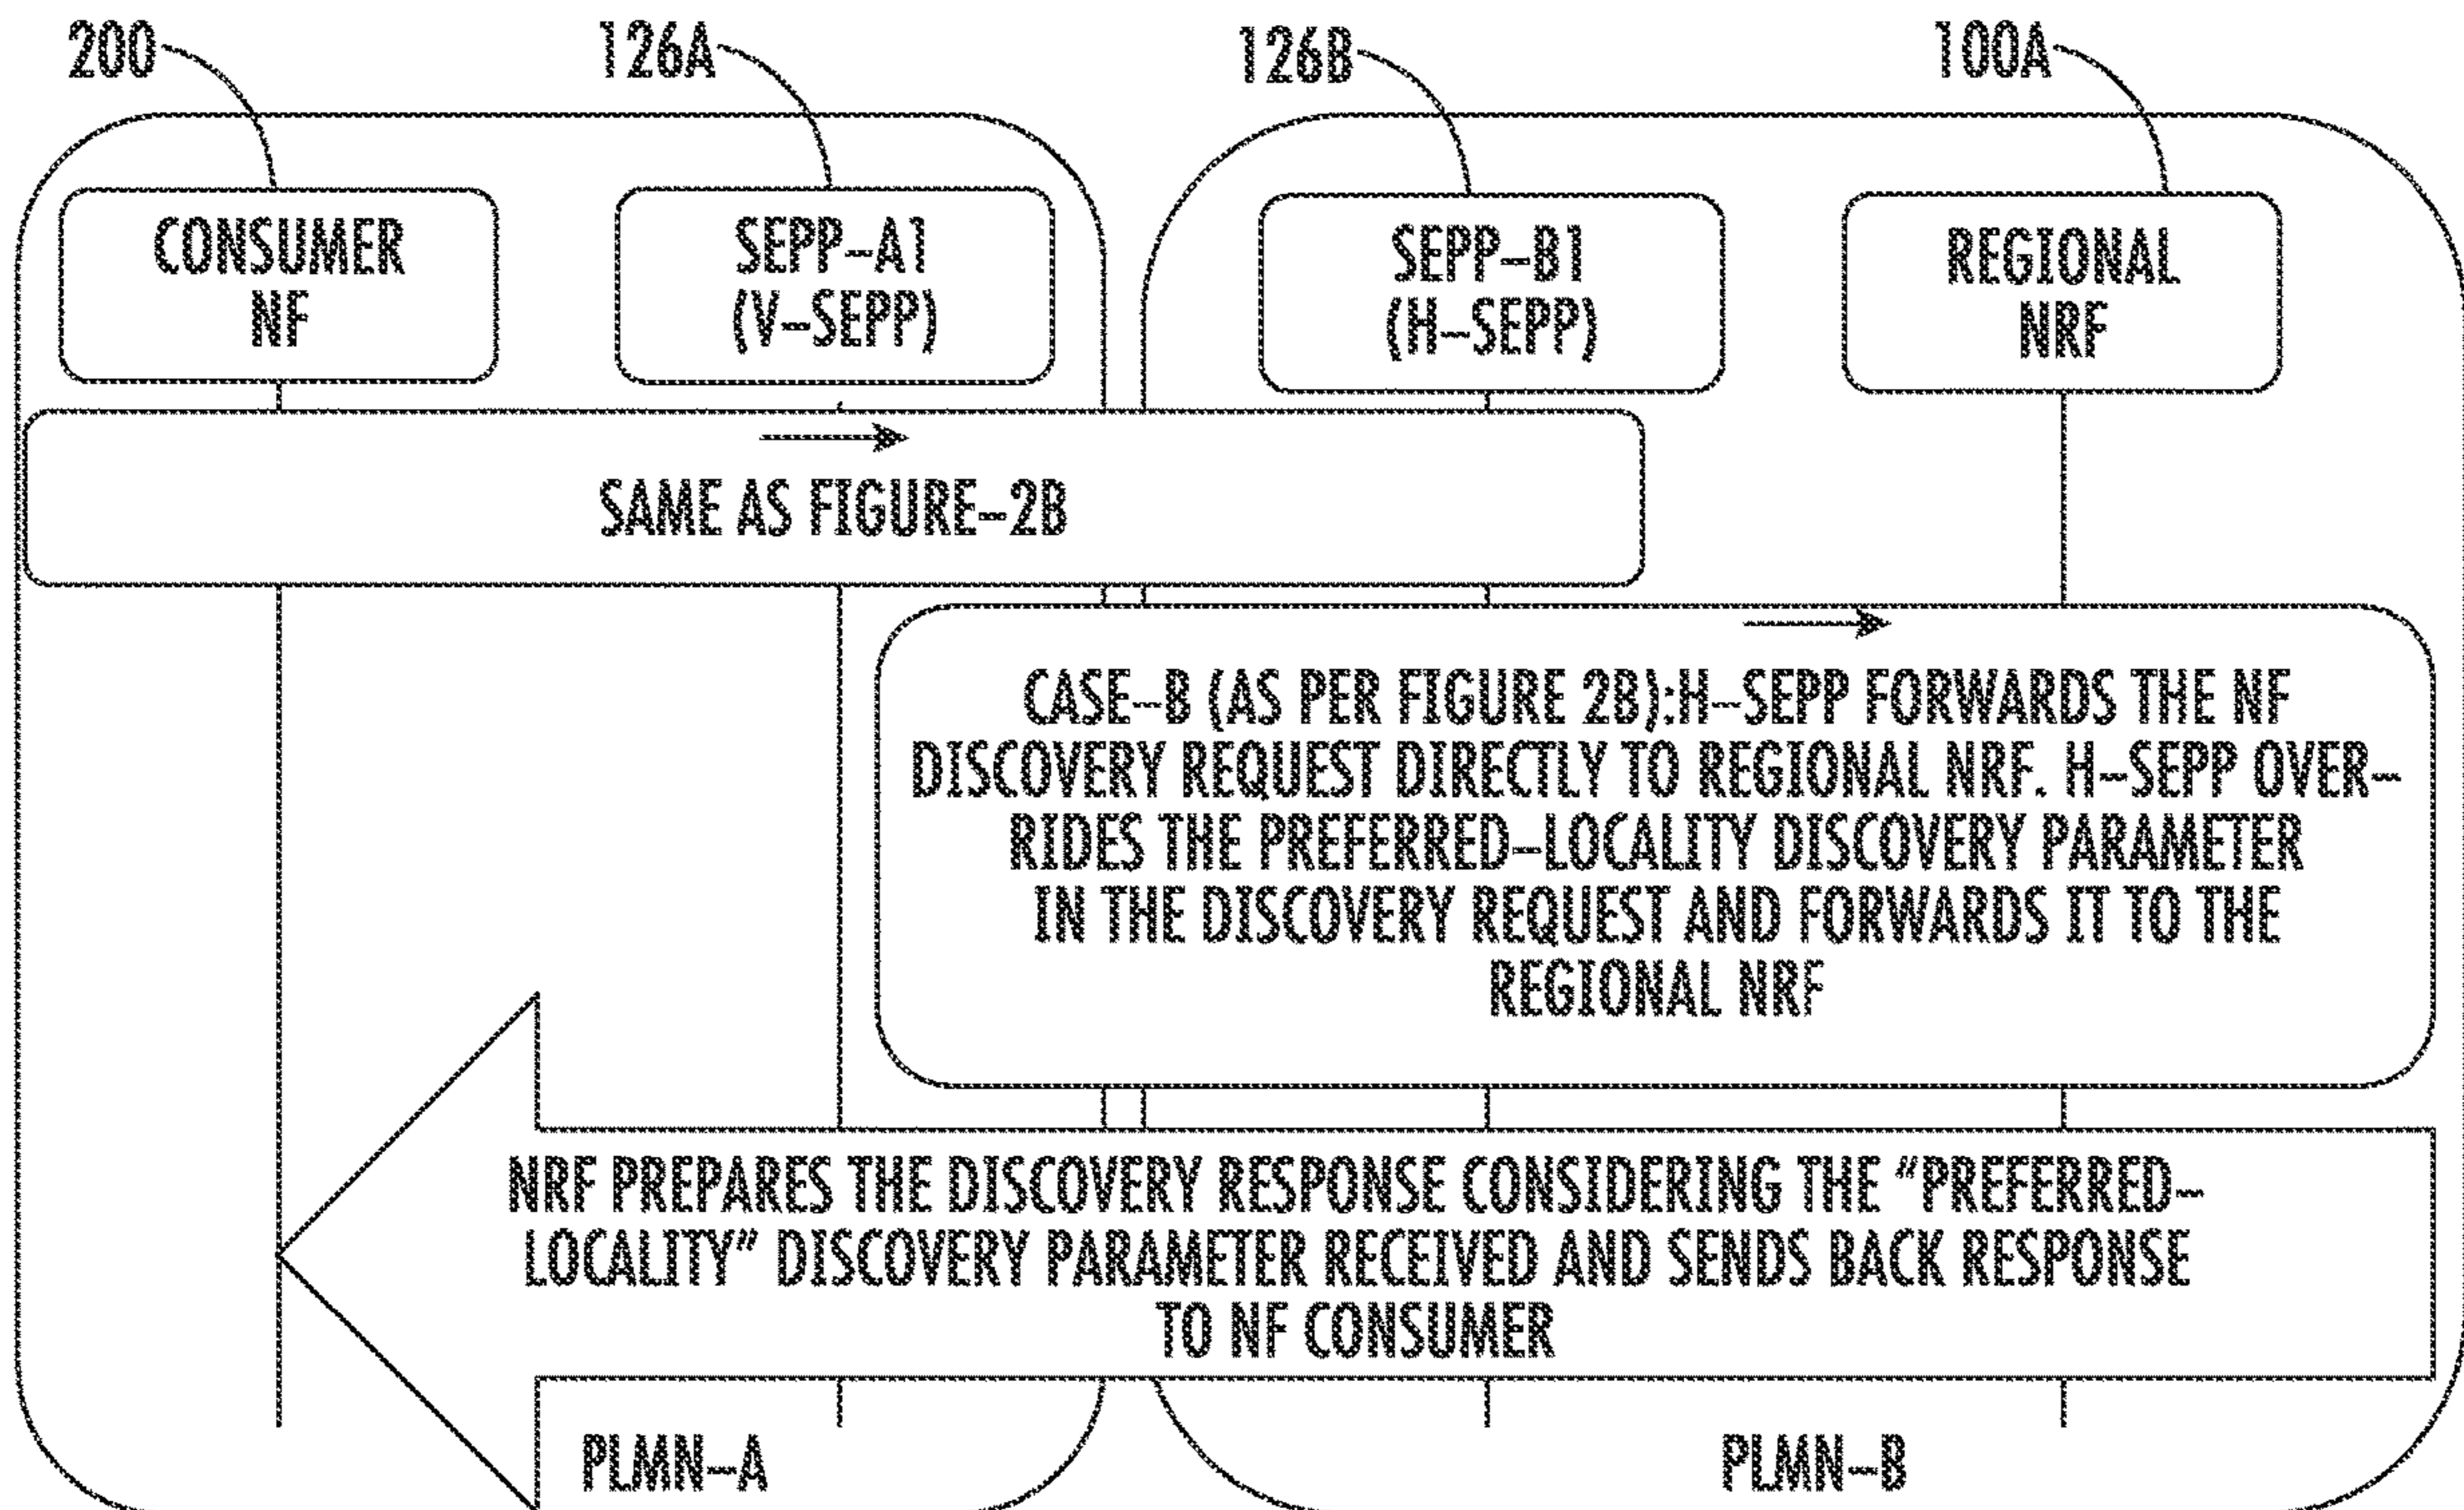 200
126A
126B
100A
CONSUMER
NF
SEPP-A1
(V-SEPP)
SEPP-B1
(H-SEPP)
REGIONAL
NRF
SAME AS FIGURE-2B
CASE-B (AS PER FIGURE 2B):H-SEPP FORWARDS THE NF
DISCOVERY REQUEST DIRECTLY TO REGIONAL NRF. H-SEPP OVER-
RIDES THE PREFERRED-LOCALITY DISCOVERY PARAMETER
IN THE DISCOVERY REQUEST AND FORWARDS IT TO THE
REGIONAL NRF
NRF PREPARES THE DISCOVERY RESPONSE CONSIDERING THE "PREFERRED-
LOCALITY" DISCOVERY PARAMETER RECEIVED AND SENDS BACK RESPONSE
TO NF CONSUMER
PLMN-A
PLMN-B